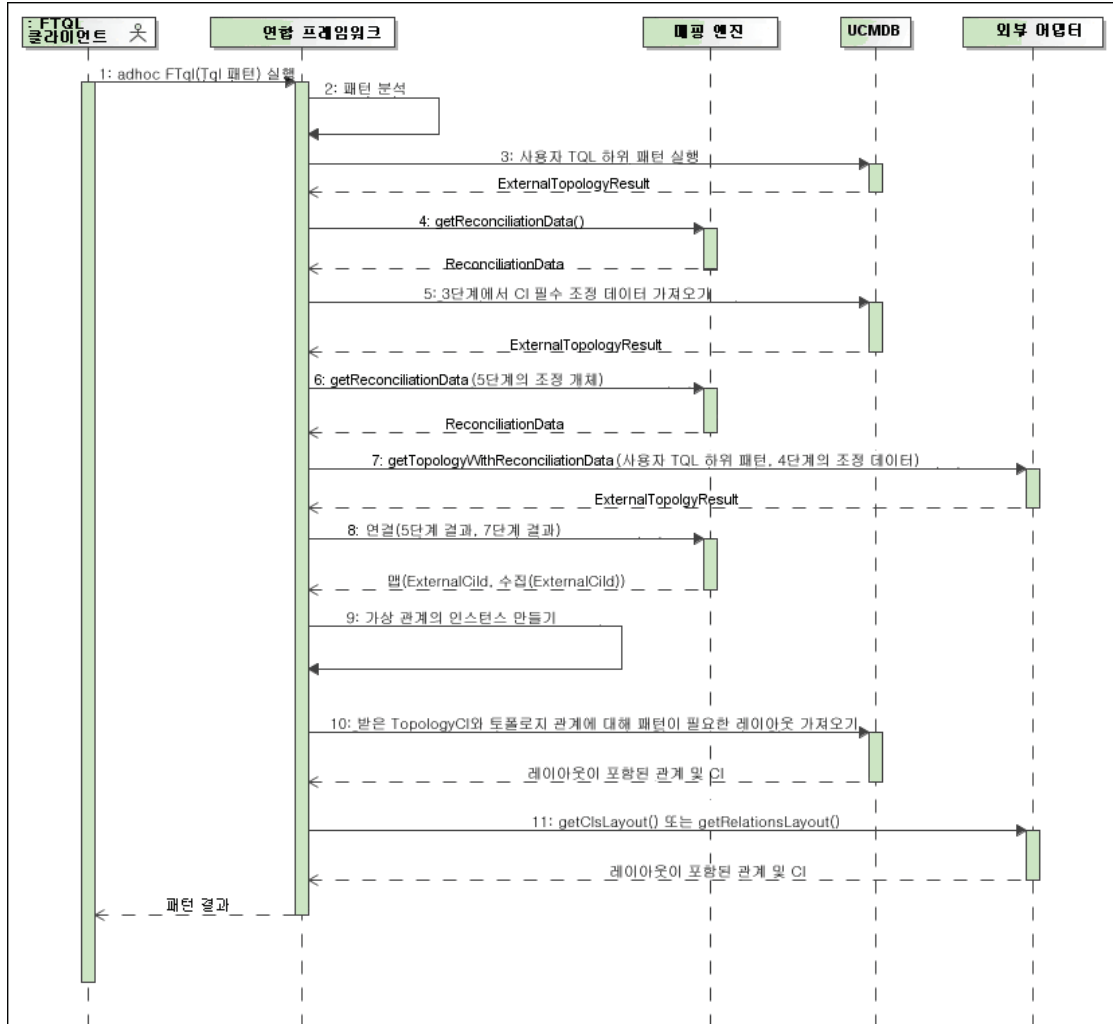 : FTQL
클라이언트
연합 프레임워크
매핑 엔진
UCMDB
외부 어댑터
1: adhoc FTql(Tql 패턴) 실행
2: 패턴 분석
3: 사용자 TQL 하위 패턴 실행
ExternalTopologyResult
4: getReconciliationData()
ReconciliationData
5: 3단계에서 CI 필수 조정 데이터 가져오기
ExternalTopologyResult
6: getReconciliationData (5단계의 조정 개체)
ReconciliationData
7: getTopologyWithReconciliationData (사용자 TQL 하위 패턴, 4단계의 조정 데이터)
ExternalTopolgyResult
8: 연결(5단계 결과, 7단계 결과)
맵(ExternalCiId, 수집(ExternalCiId))
9: 가상 관계의 인스턴스 만들기
10: 받은 TopologyCI와 토폴로지 관계에 대해 패턴이 필요한 레이아웃 가져오기
레이아웃이 포함된 관계 및 CI
11: getCIsLayout() 또는 getRelationsLayout()
레이아웃이 포함된 관계 및 CI
패턴 결과